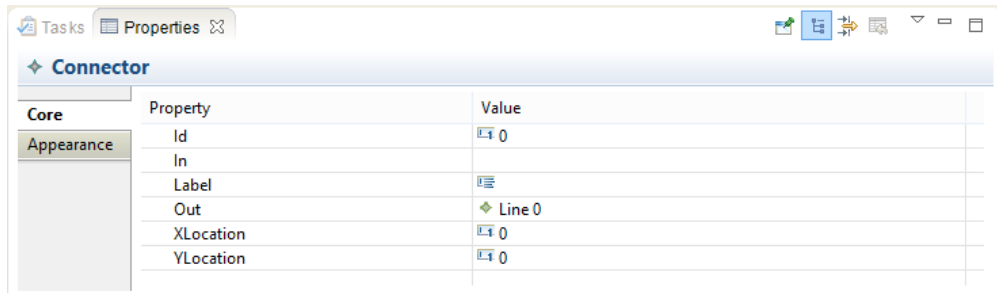 Tasks Properties
Connector
Core
Appearance
Property Value
Id 0
In
Label
Out Line 0
XLocation 0
YLocation 0